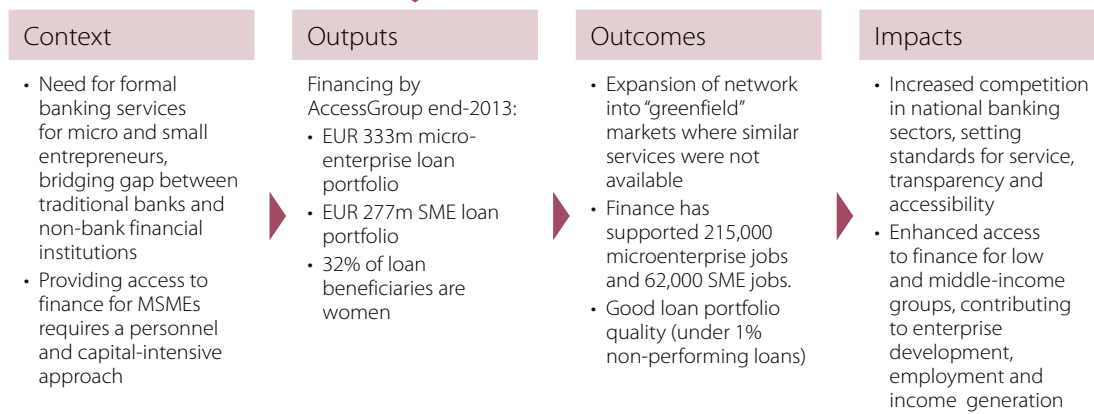 Context
• Need for formal
banking services
for micro and small
entrepreneurs,
bridging gap between
traditional banks and
non-bank financial
institutions
• Providing access to
finance for MSMEs
requires a personnel
and capital-intensive
approach
Outputs
Financing by
AccessGroup end-2013:
• EUR 333m micro-
enterprise loan
portfolio
• EUR 277m SME loan
portfolio
• 32% of loan
beneficiaries are
women
Outcomes
• Expansion of network
into "greenfield"
markets where similar
services were not
available
• Finance has
supported 215,000
microenterprise jobs
and 62,000 SME jobs.
• Good loan portfolio
quality (under 1%
non-performing loans)
Impacts
• Increased competition
in national banking
sectors, setting
standards for service,
transparency and
accessibility
• Enhanced access
to finance for low
and middle-income
groups, contributing
to enterprise
development,
employment and
income generation